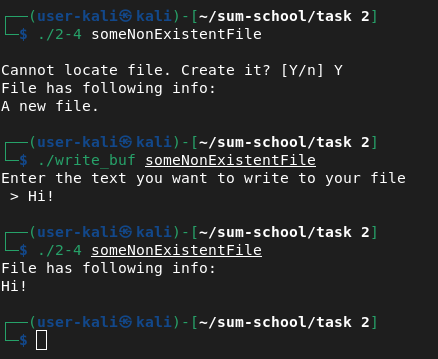 ┌──(user-kali㉿kali)-[~/sum-school/task 2]
└─$ ./2-4 someNonExistentFile
Cannot locate file. Create it? [Y/n] Y
File has following info:
A new file.
┌──(user-kali㉿kali)-[~/sum-school/task 2]
└─$ ./write_buf someNonExistentFile
Enter the text you want to write to your file
 > Hi!
┌──(user-kali㉿kali)-[~/sum-school/task 2]
└─$ ./2-4 someNonExistentFile
File has following info:
Hi!
┌──(user-kali㉿kali)-[~/sum-school/task 2]
└─$